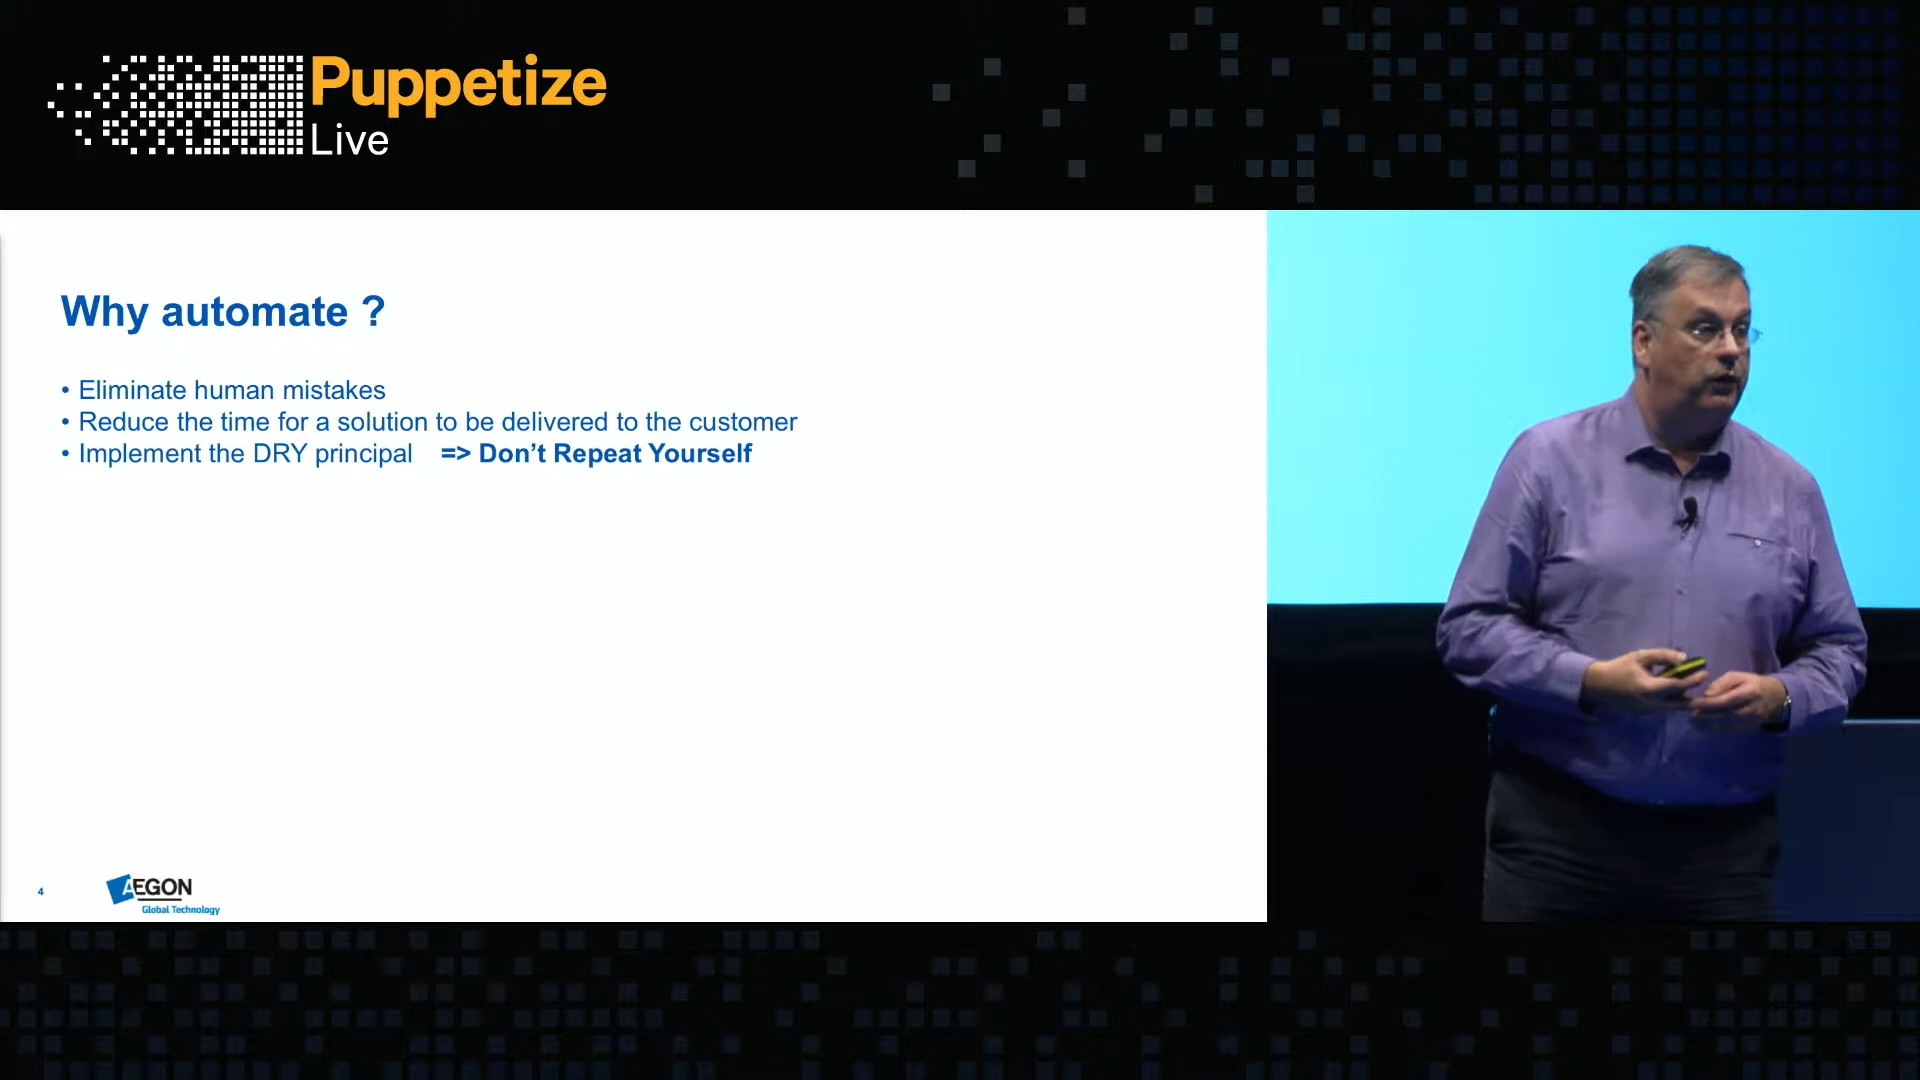 Puppetize
Live
Why automate ?
• Eliminate human mistakes
• Reduce the time for a solution to be delivered to the customer
• Implement the DRY principal => Don’t Repeat Yourself
4
AEGON
Global Technology